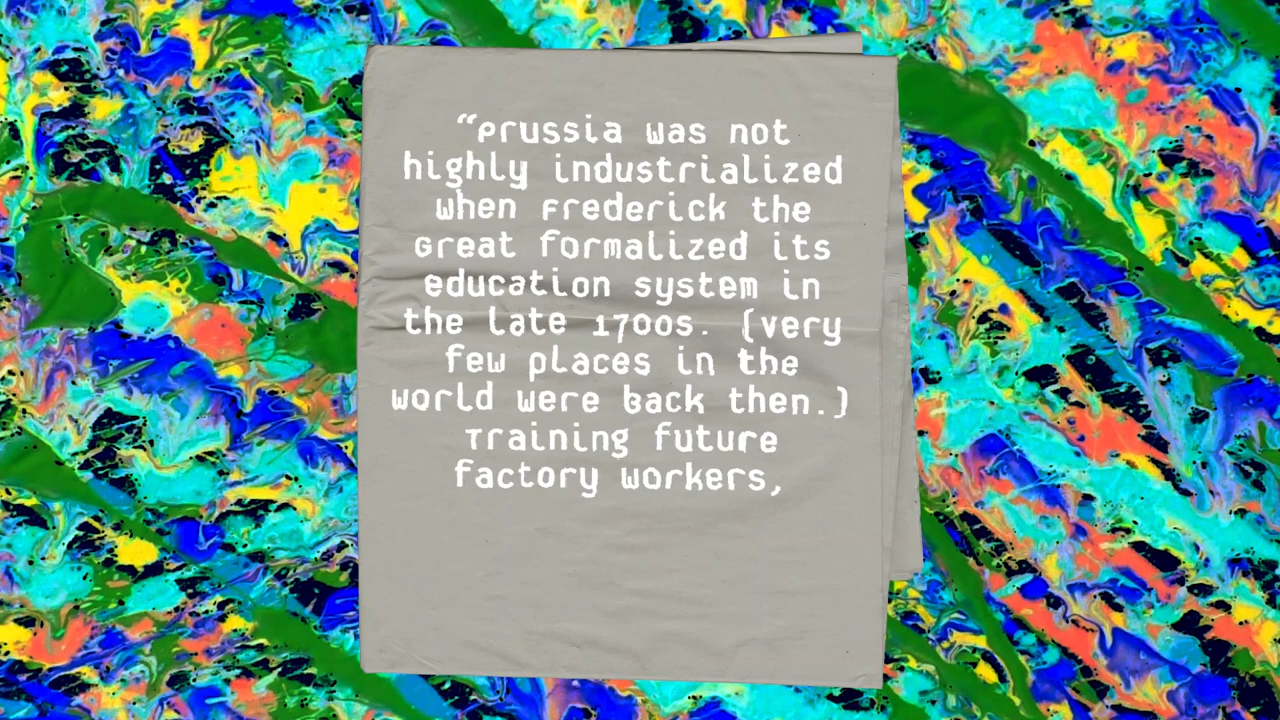 “Prussia was not
highly industrialized
when Frederick the
Great formalized its
education system in
the late 1700s. (Very
few places in the
world were back then.)
Training future
factory workers,